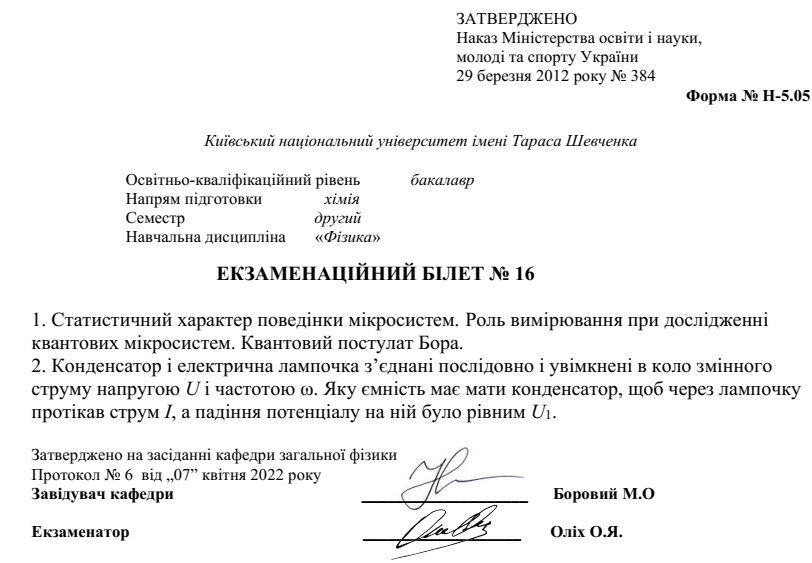 ЗАТВЕРДЖЕНО
Наказ Міністерства освіти і науки,
молоді та спорту України
29 березня 2012 року № 384
Форма № Н-5.05
Київський національний університет імені Тараса Шевченка
Освітньо-кваліфікаційний рівень бакалавр
Напрям підготовки хімія
Семестр другий
Навчальна дисципліна «Фізика»
ЕКЗАМЕНАЦІЙНИЙ БІЛЕТ № 16
1. Статистичний характер поведінки мікросистем. Роль вимірювання при дослідженні
квантових мікросистем. Квантовий постулат Бора.
2. Конденсатор і електрична лампочка з’єднані послідовно і увімкнені в коло змінного
струму напругою U і частотою ω. Яку ємність має мати конденсатор, щоб через лампочку
протікав струм I, а падіння потенціалу на ній було рівним U₁.
Затверджено на засіданні кафедри загальної фізики
Протокол № 6 від „07” квітня 2022 року
Завідувач кафедри Боровий М.О
Екзаменатор Оліх О.Я.